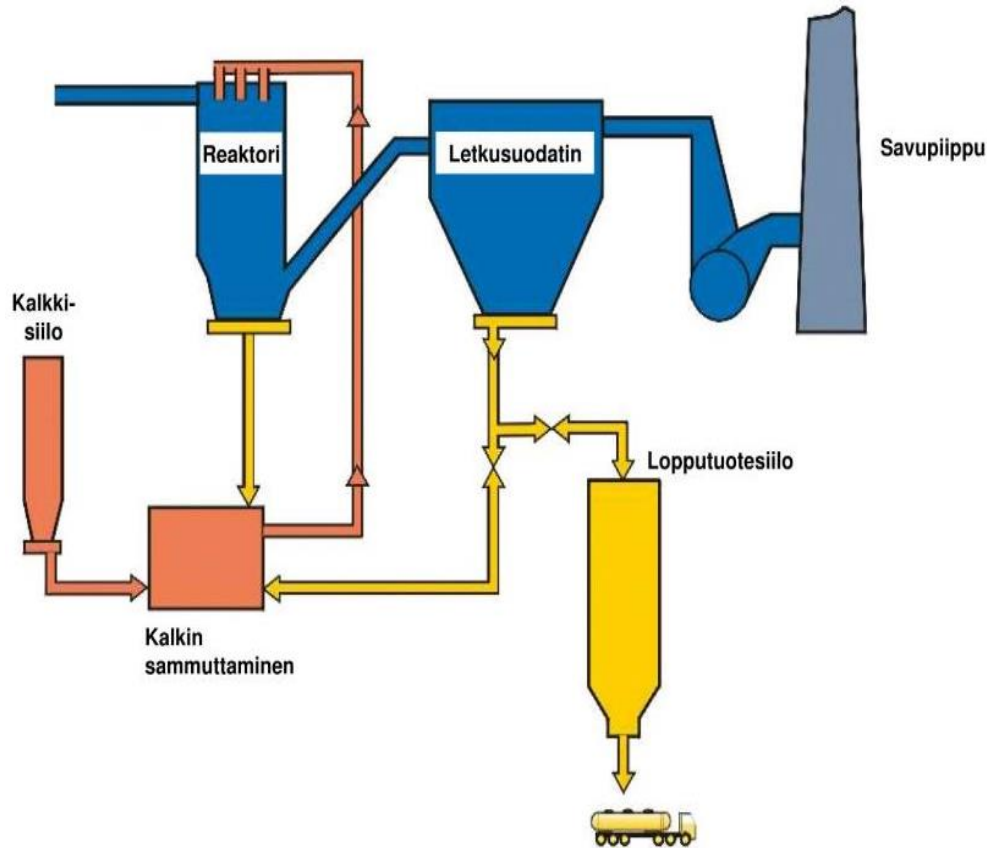 Reaktori
Letkusuodatin
Savupiippu
Kalkki-
siilo
Lopputuotesiilo
Kalkin
sammuttaminen